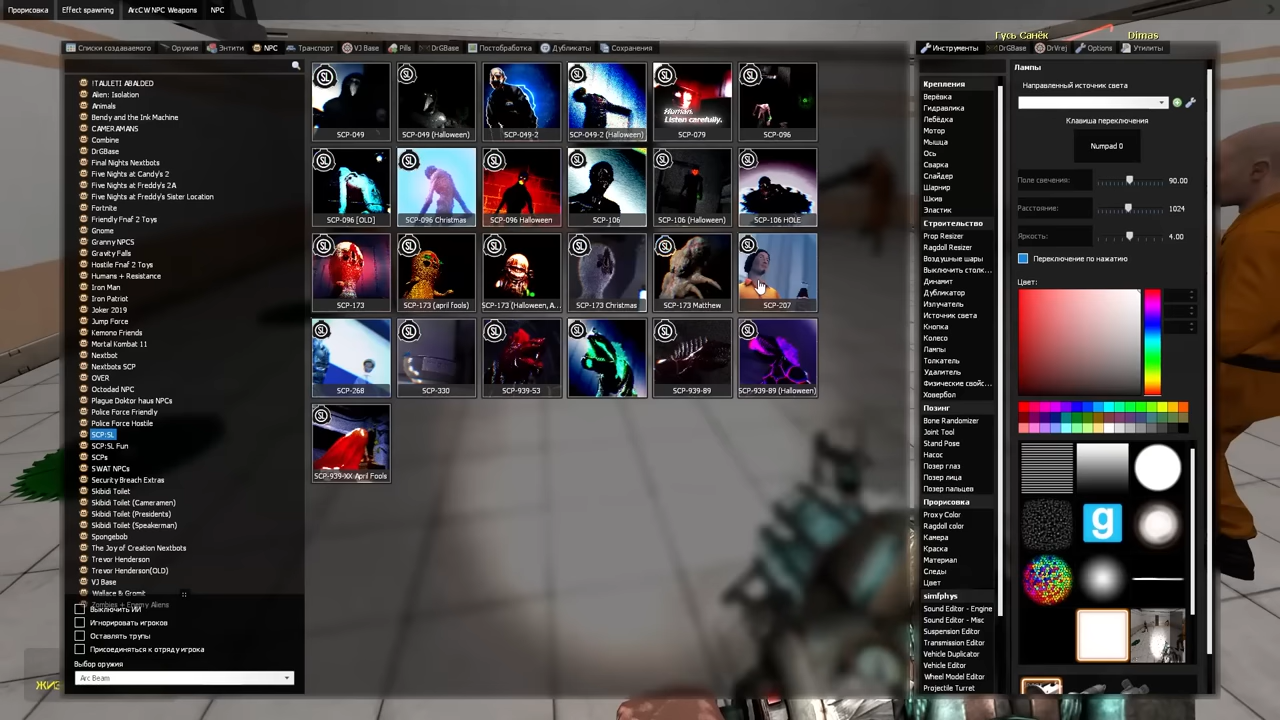 Прорисовка Effect spawning ArcCW NPC Weapons NPC
Гусь Санёк
Dimas
Списки создаваемого Оружие Энтити NPC Транспорт VJ Base Pills DrGBase Постобработка Дубликаты Сохранения
Инструменты DrGBase DrVrej Options Утилиты
!TAULETI ABALDED
Alien: Isolation
Animals
Bendy and the Ink Machine
CAMERAMANS
Combine
DrGBase
Final Nights Nextbots
Five Nights at Candy's 2
Five Nights at Freddy's 2A
Five Nights at Freddy's Sister Location
Fortnite
Friendly Fnaf 2 Toys
Gnome
Granny NPCS
Gravity Falls
Hostile Fnaf 2 Toys
Humans + Resistance
Iron Man
Iron Patriot
Joker 2019
Jump Force
Kemono Friends
Mortal Kombat 11
Nextbot
Nextbots SCP
OVER
Octodad NPC
Plague Doktor haus NPCs
Police Force Friendly
Police Force Hostile
SCP:SL
SCP:SL Fun
SCPs
SWAT NPCs
Security Breach Extras
Skibidi Toilet
Skibidi Toilet (Cameramen)
Skibidi Toilet (Presidents)
Skibidi Toilet (Speakerman)
Spongebob
The Joy of Creation Nextbots
Trevor Henderson
Trevor Henderson(OLD)
VJ Base
Wallace & Gromit
Zombies + Enemy Aliens
Выключить ИИ
Игнорировать игроков
Оставлять трупы
Присоединяться к отряду игрока
Выбор оружия
Arc Beam
SCP-049
SCP-049 (Halloween)
SCP-049-2
SCP-049-2 (Halloween)
Human.
Listen carefully.
SCP-079
SCP-096
SCP-096 [OLD]
SCP-096 Christmas
SCP-096 Halloween
SCP-106
SCP-106 (Halloween)
SCP-106 HOLE
SCP-173
SCP-173 (april fools)
SCP-173 (Halloween, A...
SCP-173 Christmas
SCP-173 Matthew
SCP-207
SCP-268
SCP-330
SCP-939-53
SCP-939-89
SCP-939-89 (Halloween)
SCP-939-XX April Fools
Крепления
Верёвка
Гидравлика
Лебёдка
Мотор
Мышца
Ось
Сварка
Слайдер
Шарнир
Шкив
Эластик
Строительство
Prop Resizer
Ragdoll Resizer
Воздушные шары
Выключить столк...
Динамит
Дубликатор
Излучатель
Источник света
Кнопка
Колесо
Лампы
Толкатель
Удалитель
Физические свойс...
Ховербол
Позинг
Bone Randomizer
Joint Tool
Stand Pose
Насос
Позер глаз
Позер лица
Позер пальцев
Прорисовка
Proxy Color
Ragdoll color
Камера
Краска
Материал
Следы
Цвет
simfphys
Sound Editor - Engine
Sound Editor - Misc
Suspension Editor
Transmission Editor
Vehicle Duplicator
Vehicle Editor
Wheel Model Editor
Projectile Turret
Лампы
Направленный источник света
Клавиша переключения
Numpad 0
Поле свечения: 90.00
Расстояние: 1024
Яркость: 4.00
Переключение по нажатию
Цвет:
g